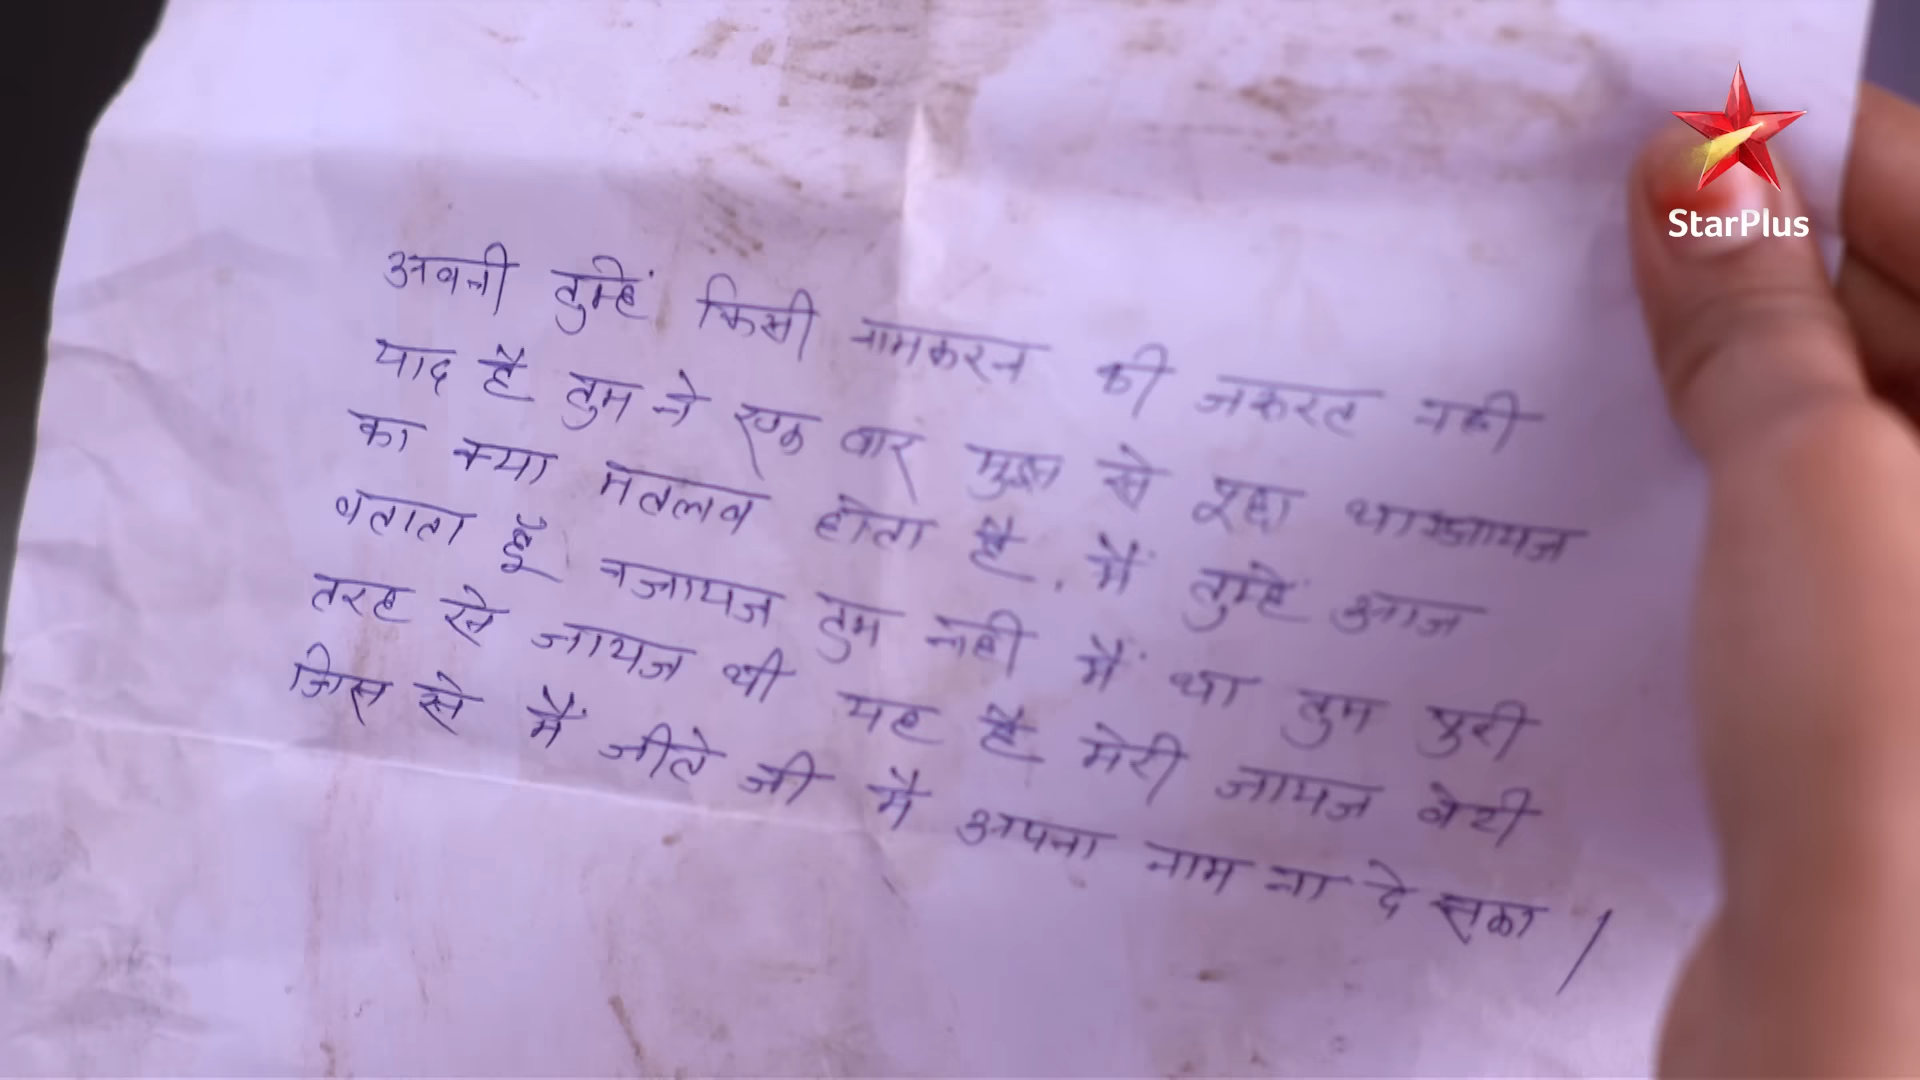 StarPlus
अवनी तुम्हें किसी नामकरन की जरूरत नही
याद है तुम ने एक बार मुझ से पूछा था नाजायज
का क्या मतलब होता है. मैं तुम्हें आज
बताता हूँ नजायज तुम नही मैं था तुम पुरी
तरह से जायज थी यह है मेरी जायज बेटी
जिस से मैं जीते जी मै अपना नाम ना दे सका ।